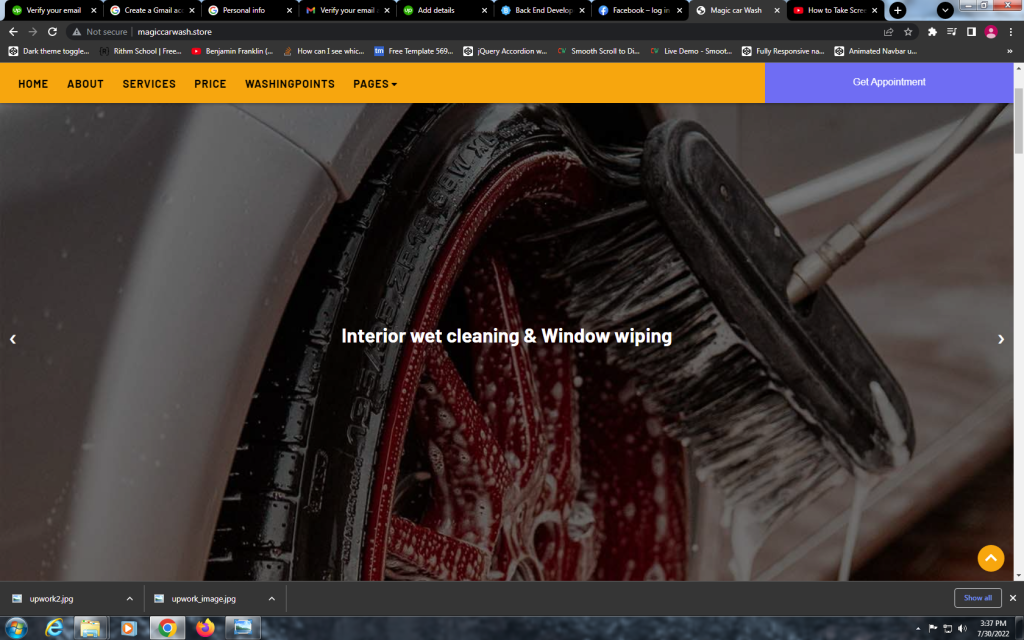 Verify your email
Create a Gmail ac
Personal info
Verify your email
Add details
Back End Develop
Facebook – log in
Magic car Wash
How to Take Scre
Not secure
magiccarwash.store
Dark theme toggle...
Rithm School | Free...
Benjamin Franklin (...
How can I see whic...
tm Free Template 569...
jQuery Accordion w...
CV Smooth Scroll to Di...
CV Live Demo - Smoot...
Fully Responsive na...
Animated Navbar u...
»
HOME ABOUT SERVICES PRICE WASHINGPOINTS PAGES
Get Appointment
Interior wet cleaning & Window wiping
upwork2.jpg
upwork_image.jpg
Show all
3:37 PM
7/30/2022